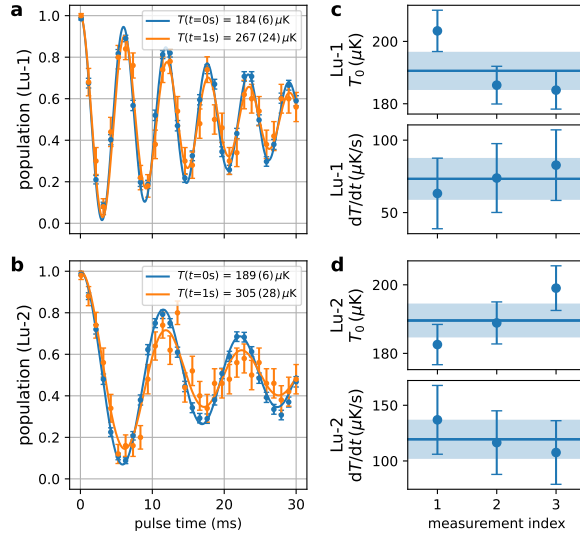 a
population (Lu-1)
1.0
0.8
0.6
0.4
0.2
0.0
T(t=0s) = 184 (6) μK
T(t=1s) = 267 (24) μK
b
population (Lu-2)
1.0
0.8
0.6
0.4
0.2
0.0
T(t=0s) = 189 (6) μK
T(t=1s) = 305 (28) μK
0
10
20
30
pulse time (ms)
c
Lu-1
T₀ (μK)
200
180
Lu-1
dT/dt (μK/s)
100
50
d
Lu-2
T₀ (μK)
200
180
Lu-2
dT/dt (μK/s)
150
100
1
2
3
measurement index